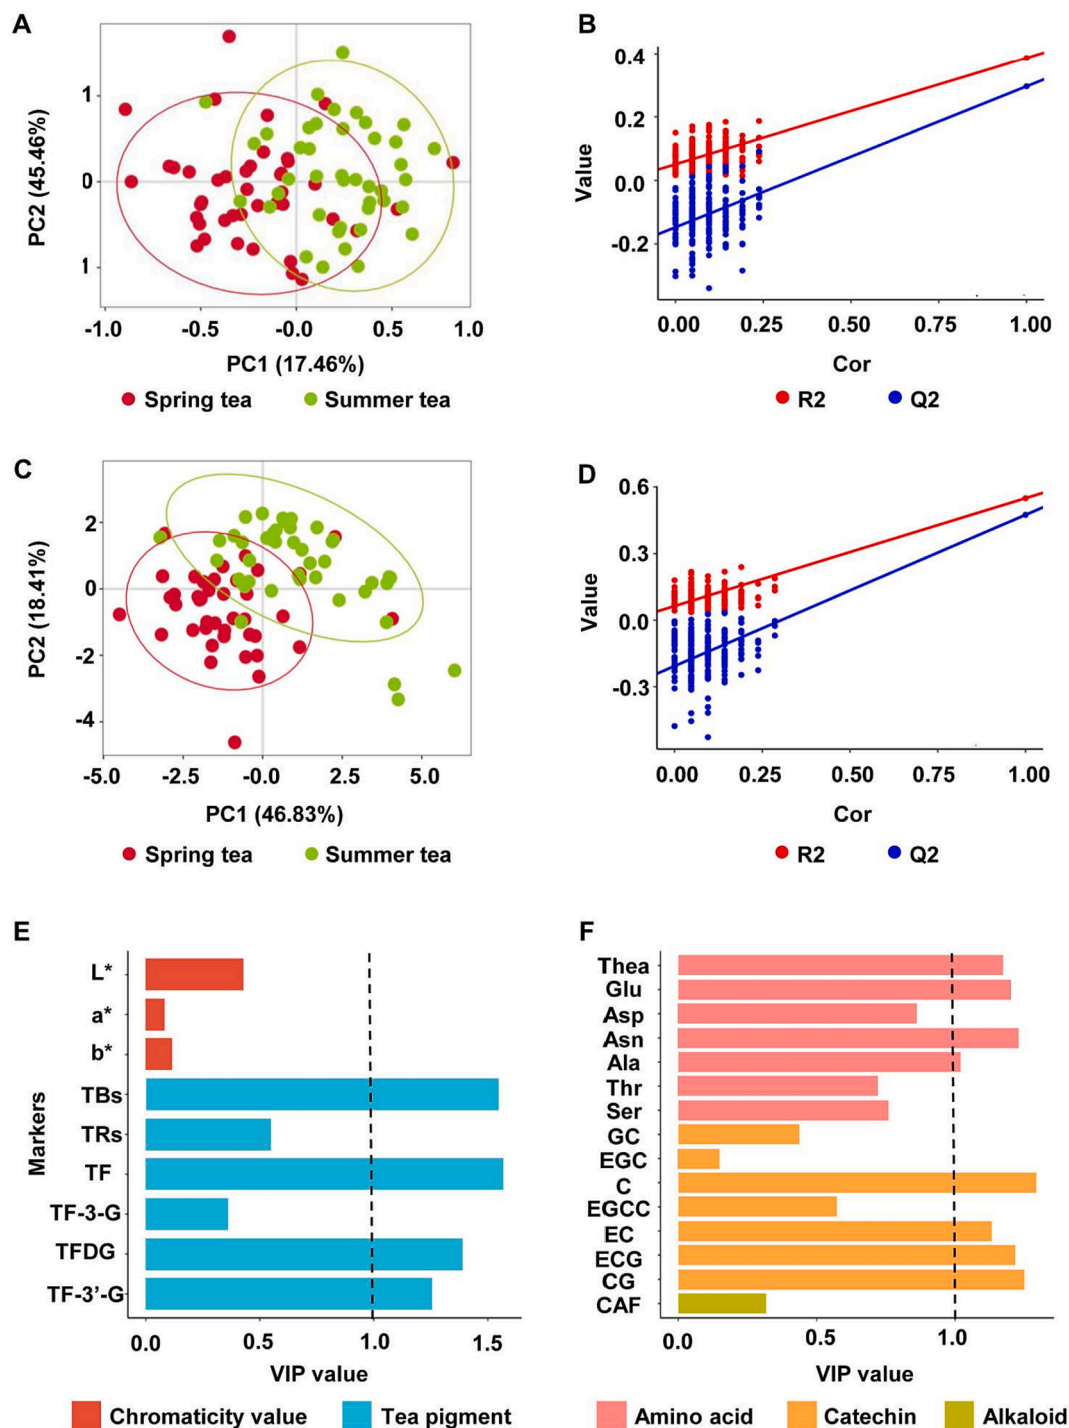 A
PC2 (45.46%)
1
0
1
-1.0 -0.5 -0.0 0.5 1.0
PC1 (17.46%)
Spring tea Summer tea
B
Value
0.4
0.2
0.0
-0.2
0.00 0.25 0.50 0.75 1.00
Cor
R2 Q2
C
PC2 (18.41%)
2
0
-2
-4
-5.0 -2.5 -0.0 2.5 5.0
PC1 (46.83%)
Spring tea Summer tea
D
Value
0.6
0.3
0.0
-0.3
0.00 0.25 0.50 0.75 1.00
Cor
R2 Q2
E
Markers
L*
a*
b*
TBs
TRs
TF
TF-3-G
TFDG
TF-3’-G
0.0 0.5 1.0 1.5
VIP value
Chromaticity value Tea pigment
F
Thea
Glu
Asp
Asn
Ala
Thr
Ser
GC
EGC
C
EGCC
EC
ECG
CG
CAF
0.0 0.5 1.0
VIP value
Amino acid Catechin Alkaloid